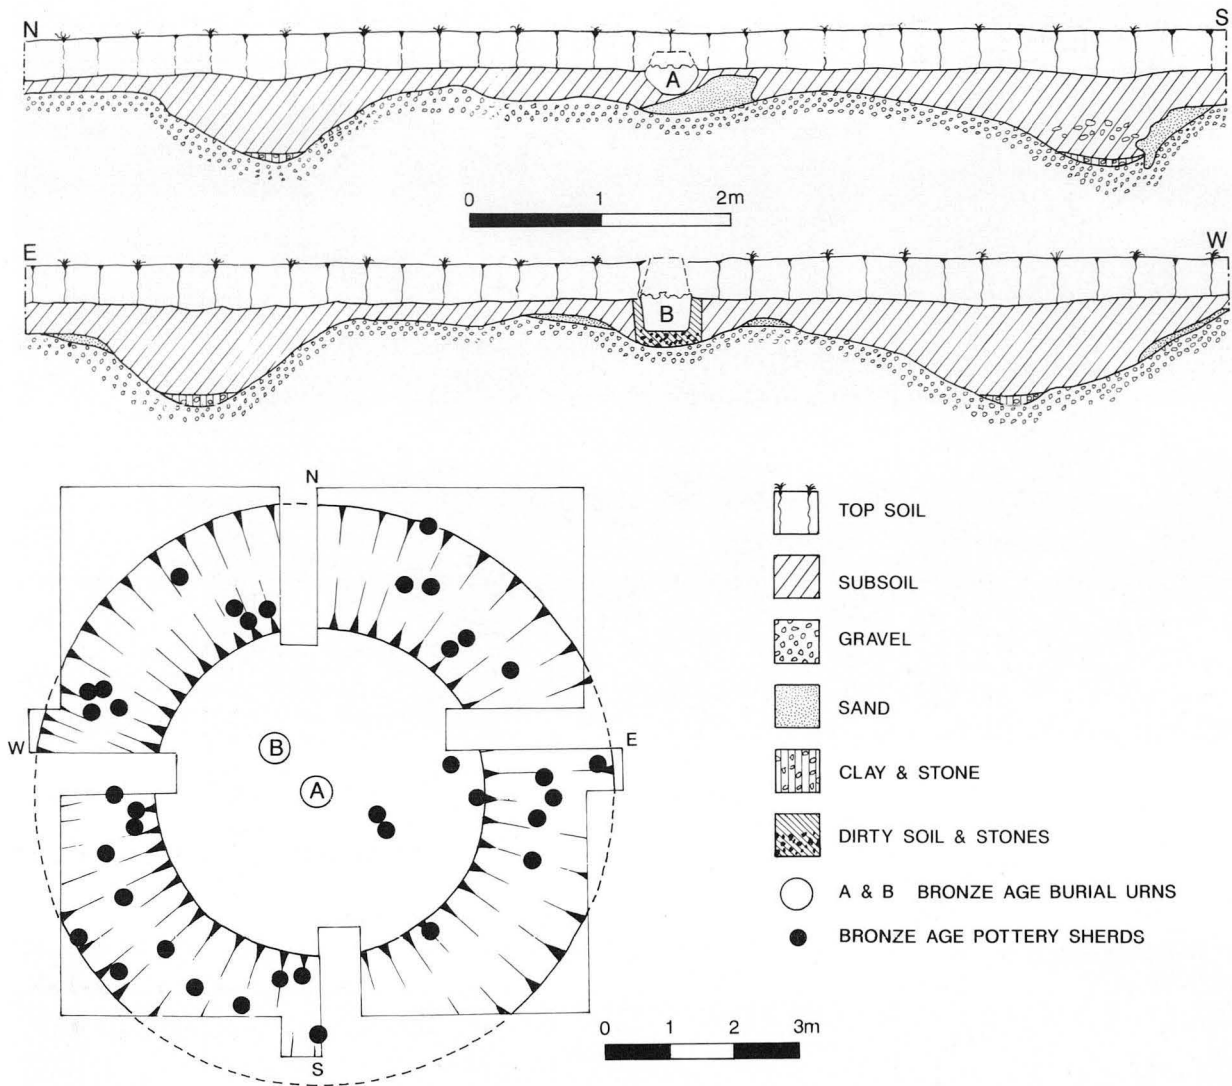 N
S
A
0 1 2m
E
W
B
N
W
E
B
A
S
TOP SOIL
SUBSOIL
GRAVEL
SAND
CLAY & STONE
DIRTY SOIL & STONES
A & B BRONZE AGE BURIAL URNS
BRONZE AGE POTTERY SHERDS
0 1 2 3m